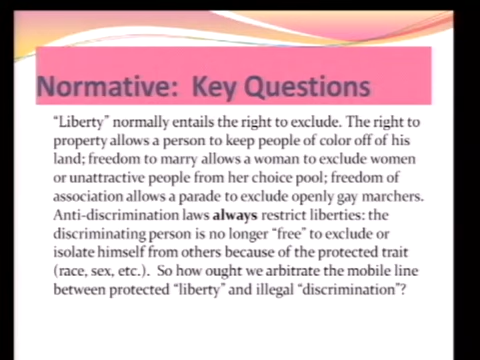 Normative: Key Questions
“Liberty” normally entails the right to exclude. The right to
property allows a person to keep people of color off of his
land; freedom to marry allows a woman to exclude women
or unattractive people from her choice pool; freedom of
association allows a parade to exclude openly gay marchers.
Anti-discrimination laws always restrict liberties: the
discriminating person is no longer “free” to exclude or
isolate himself from others because of the protected trait
(race, sex, etc.). So how ought we arbitrate the mobile line
between protected “liberty” and illegal “discrimination”?